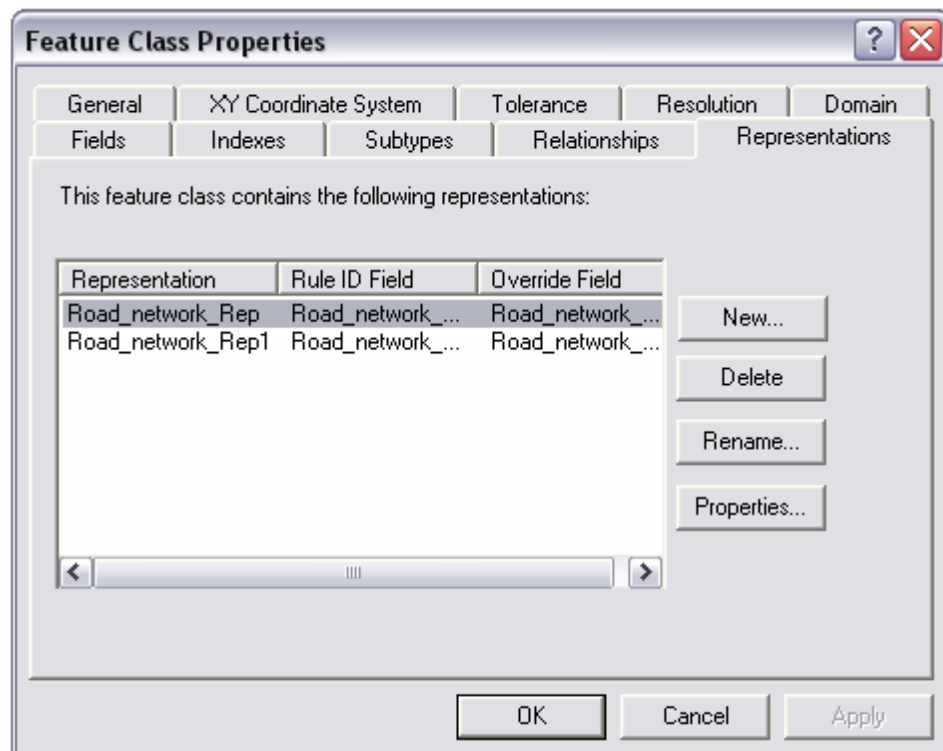 Feature Class Properties
General XY Coordinate System Tolerance Resolution Domain
Fields Indexes Subtypes Relationships Representations
This feature class contains the following representations:
Representation Rule ID Field Override Field
Road_network_Rep Road_network_... Road_network_...
Road_network_Rep1 Road_network_... Road_network_...
New...
Delete
Rename...
Properties...
OK Cancel Apply